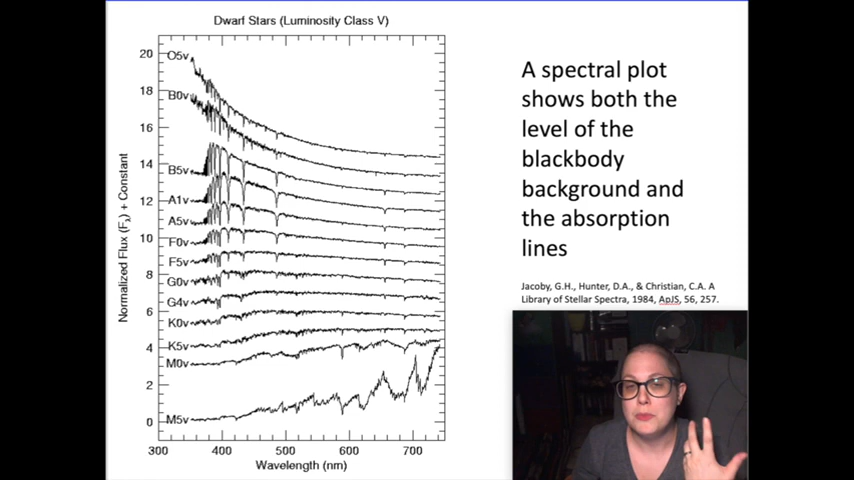 Dwarf Stars (Luminosity Class V)
20
18
16
14
12
10
8
6
4
2
0
Normalized Flux (Fλ) + Constant
O5v
B0v
B5v
A1v
A5v
F0v
F5v
G0v
G4v
K0v
K5v
M0v
M5v
300 400 500 600 700
Wavelength (nm)
A spectral plot
shows both the
level of the
blackbody
background and
the absorption
lines
Jacoby, G.H., Hunter, D.A., & Christian, C.A. A
Library of Stellar Spectra, 1984, ApJS, 56, 257.